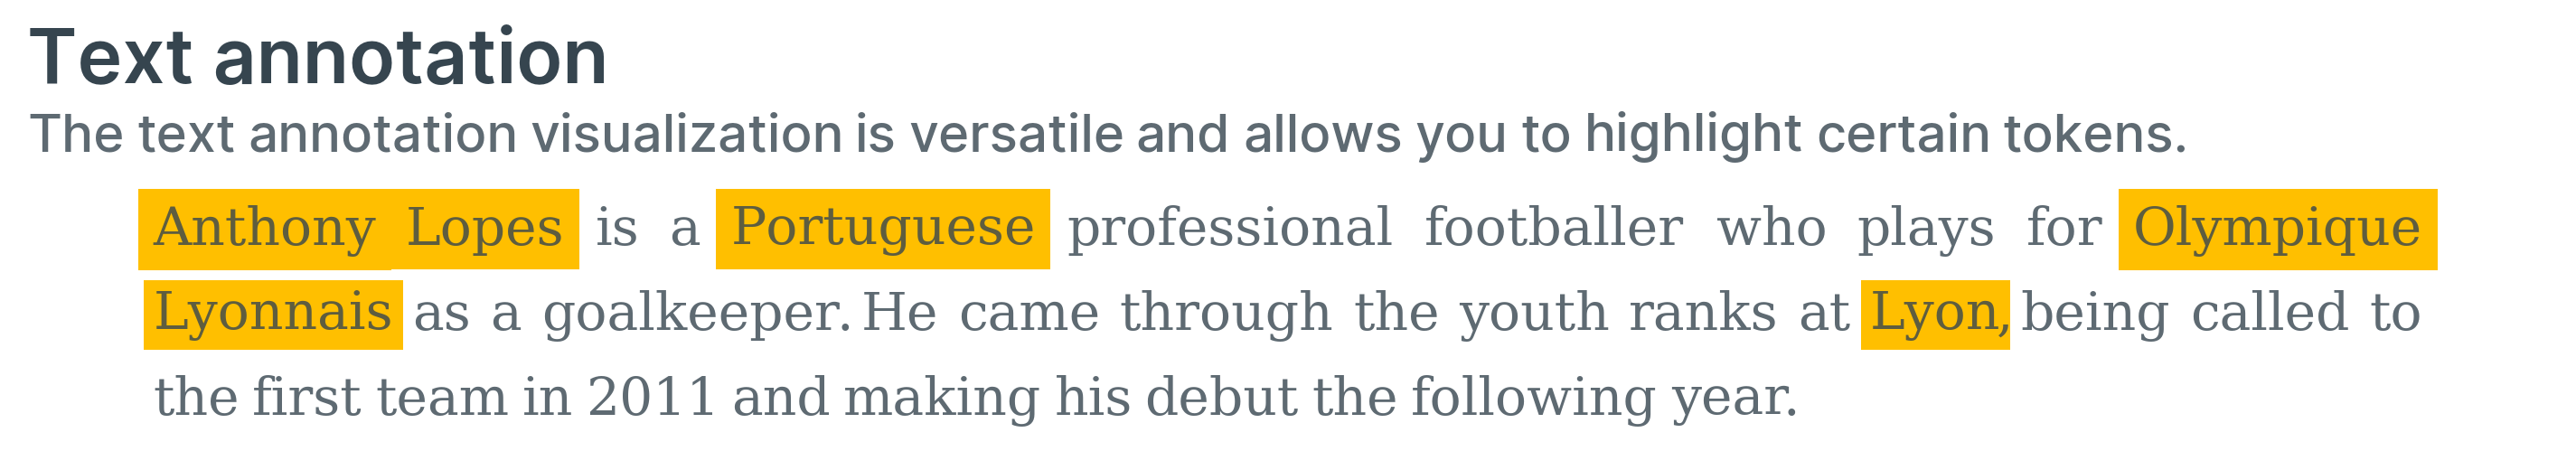 Text annotation
The text annotation visualization is versatile and allows you to highlight certain tokens.
Anthony Lopes is a Portuguese professional footballer who plays for Olympique
Lyonnais as a goalkeeper. He came through the youth ranks at Lyon, being called to
the first team in 2011 and making his debut the following year.